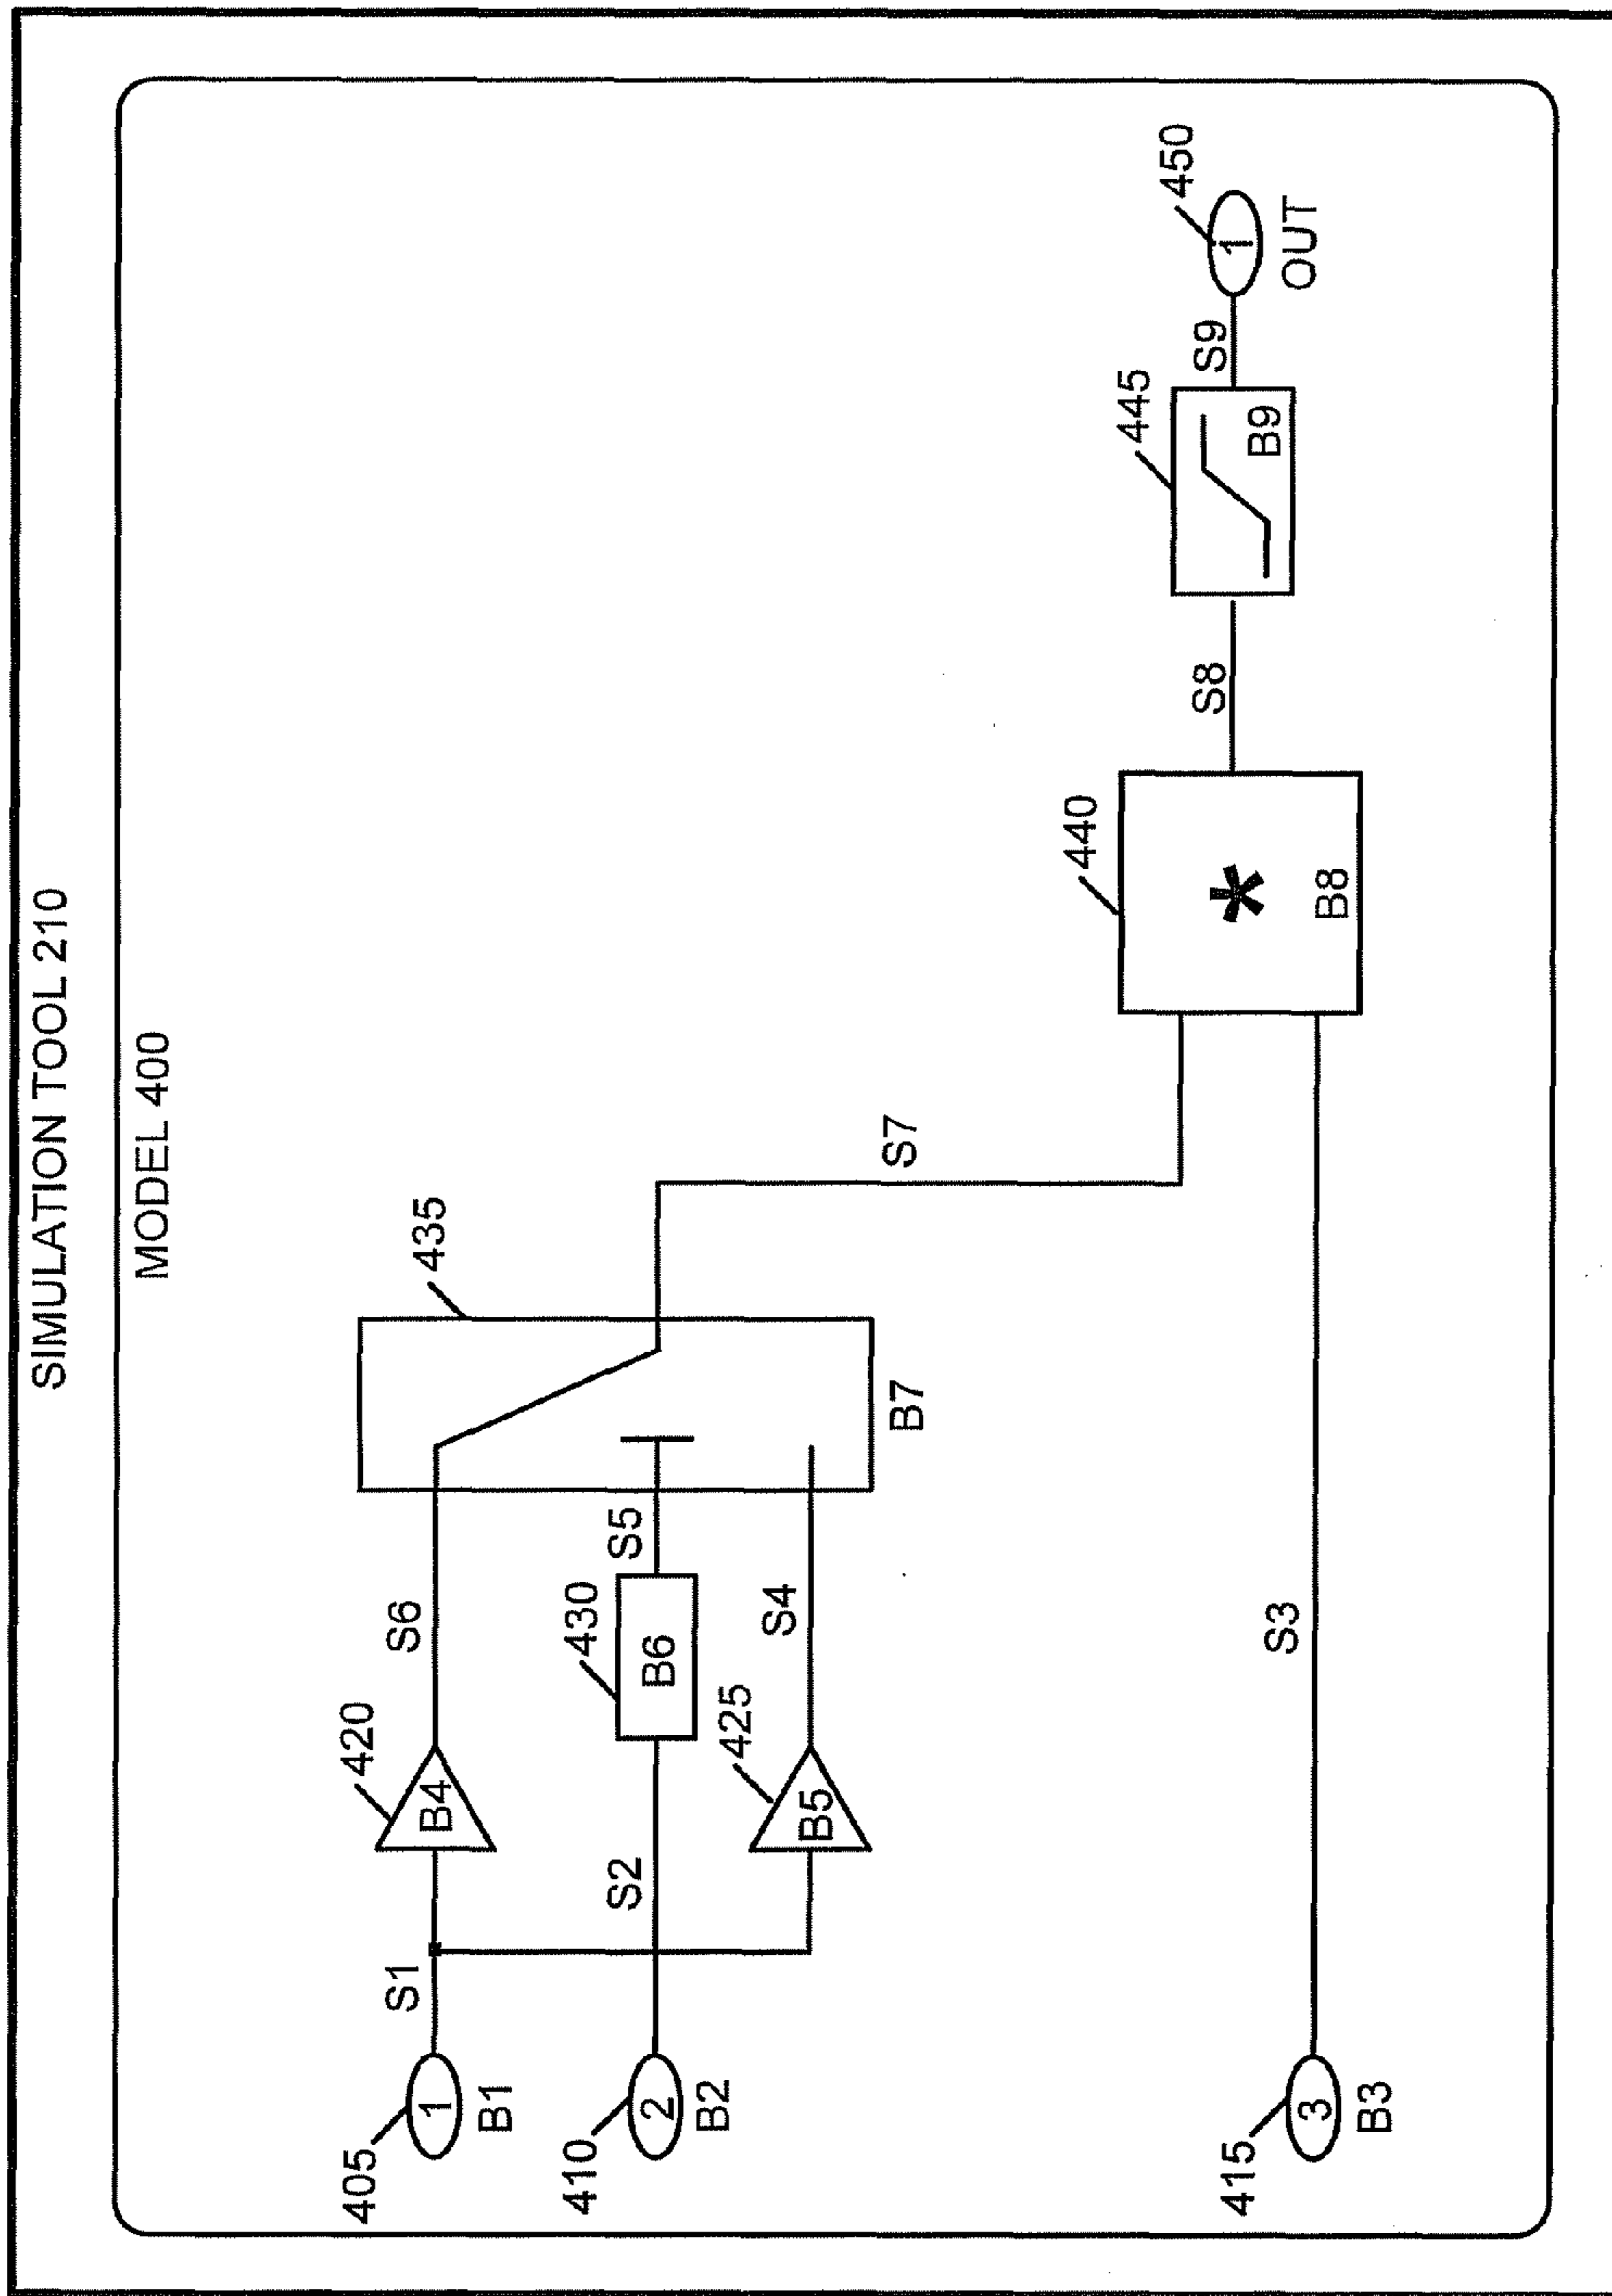 SIMULATION TOOL 210
MODEL 400
405
1
B1
S1
420
B4
S6
435
410
2
B2
S2
430
B6
S5
425
B5
S4
B7
S7
415
3
B3
S3
440
*
B8
S8
445
B9
S9
450
1
OUT